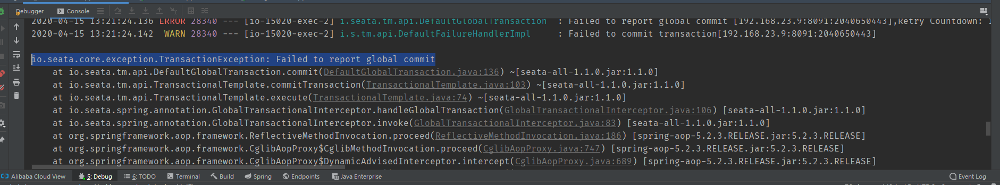 Debugger
Console
2020-04-15 13:21:24.136 ERROR 28340 --- [io-15020-exec-2] i.seata.tm.api.DefaultGlobalTransaction : Failed to report global commit [192.168.23.9:8091:2040650443],Retry Countdown:
2020-04-15 13:21:24.142 WARN 28340 --- [io-15020-exec-2] i.s.tm.api.DefaultFailureHandlerImpl : Failed to commit transaction[192.168.23.9:8091:2040650443]
io.seata.core.exception.TransactionException: Failed to report global commit
at io.seata.tm.api.DefaultGlobalTransaction.commit(DefaultGlobalTransaction.java:136) ~[seata-all-1.1.0.jar:1.1.0]
at io.seata.tm.api.TransactionalTemplate.commitTransaction(TransactionalTemplate.java:103) ~[seata-all-1.1.0.jar:1.1.0]
at io.seata.tm.api.TransactionalTemplate.execute(TransactionalTemplate.java:74) ~[seata-all-1.1.0.jar:1.1.0]
at io.seata.spring.annotation.GlobalTransactionalInterceptor.handleGlobalTransaction(GlobalTransactionalInterceptor.java:106) [seata-all-1.1.0.jar:1.1.0]
at io.seata.spring.annotation.GlobalTransactionalInterceptor.invoke(GlobalTransactionalInterceptor.java:83) [seata-all-1.1.0.jar:1.1.0]
at org.springframework.aop.framework.ReflectiveMethodInvocation.proceed(ReflectiveMethodInvocation.java:186) [spring-aop-5.2.3.RELEASE.jar:5.2.3.RELEASE]
at org.springframework.aop.framework.CglibAopProxy$CglibMethodInvocation.proceed(CglibAopProxy.java:747) [spring-aop-5.2.3.RELEASE.jar:5.2.3.RELEASE]
at org.springframework.aop.framework.CglibAopProxy$DynamicAdvisedInterceptor.intercept(CglibAopProxy.java:689) [spring-aop-5.2.3.RELEASE.jar:5.2.3.RELEASE]
Alibaba Cloud View
5: Debug
6: TODO
Terminal
Build
Spring
Endpoints
Java Enterprise
Event Log